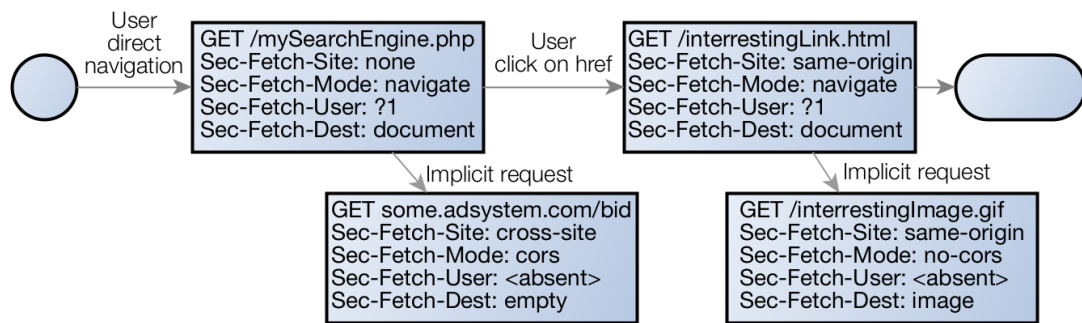 User
direct
navigation
GET /mySearchEngine.php
Sec-Fetch-Site: none
Sec-Fetch-Mode: navigate
Sec-Fetch-User: ?1
Sec-Fetch-Dest: document
User
click on href
GET /interrestingLink.html
Sec-Fetch-Site: same-origin
Sec-Fetch-Mode: navigate
Sec-Fetch-User: ?1
Sec-Fetch-Dest: document
Implicit request
GET some.adsystem.com/bid
Sec-Fetch-Site: cross-site
Sec-Fetch-Mode: cors
Sec-Fetch-User: <absent>
Sec-Fetch-Dest: empty
Implicit request
GET /interrestingImage.gif
Sec-Fetch-Site: same-origin
Sec-Fetch-Mode: no-cors
Sec-Fetch-User: <absent>
Sec-Fetch-Dest: image